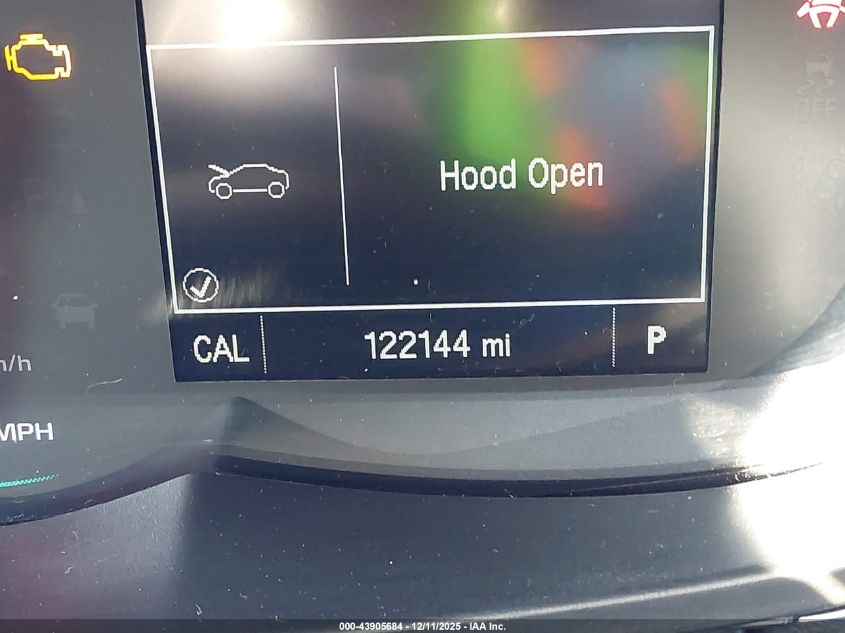 Hood Open
CAL 122144 mi P
MPH
000-43905684 - 12/11/2025 - IAA Inc.